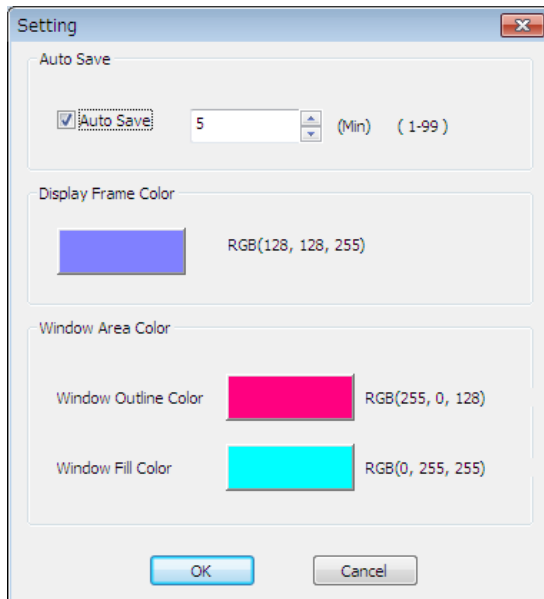 Setting
Auto Save
Auto Save 5 (Min) ( 1-99 )
Display Frame Color
RGB(128, 128, 255)
Window Area Color
Window Outline Color RGB(255, 0, 128)
Window Fill Color RGB(0, 255, 255)
OK Cancel